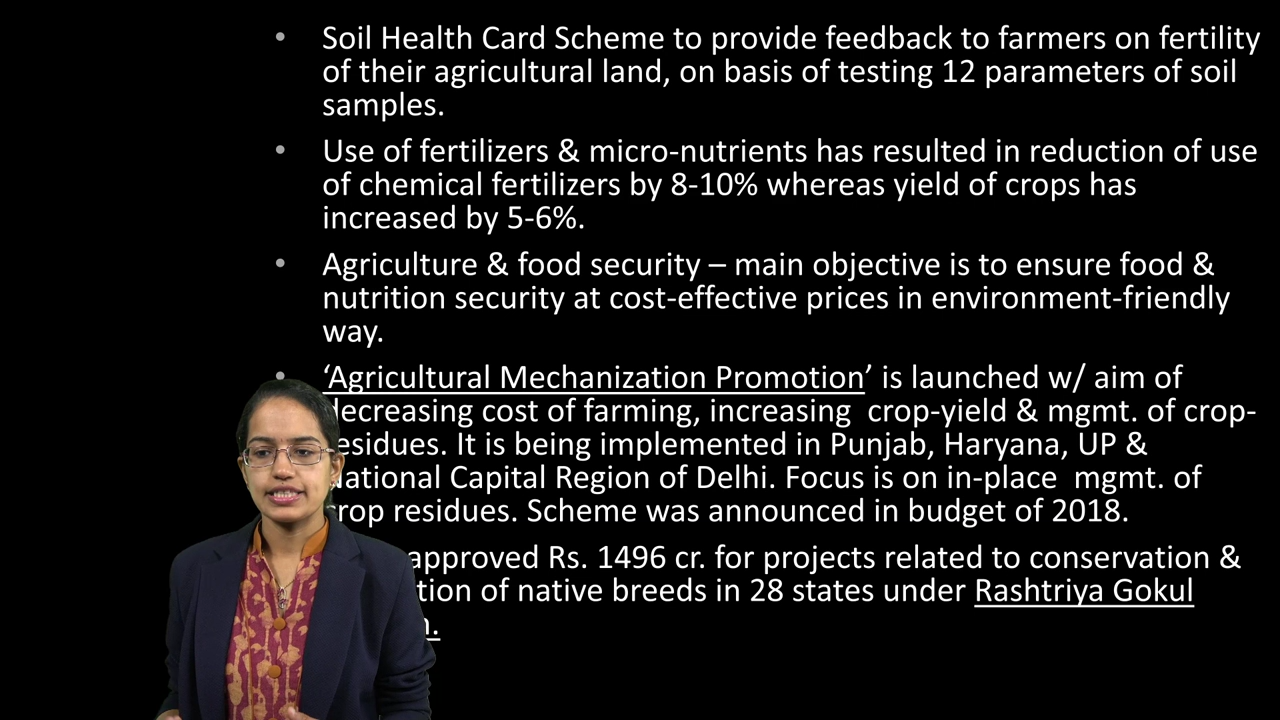 • Soil Health Card Scheme to provide feedback to farmers on fertility
of their agricultural land, on basis of testing 12 parameters of soil
samples.
• Use of fertilizers & micro-nutrients has resulted in reduction of use
of chemical fertilizers by 8-10% whereas yield of crops has
increased by 5-6%.
• Agriculture & food security – main objective is to ensure food &
nutrition security at cost-effective prices in environment-friendly
way.
• ‘Agricultural Mechanization Promotion’ is launched w/ aim of
decreasing cost of farming, increasing crop-yield & mgmt. of crop-
residues. It is being implemented in Punjab, Haryana, UP &
National Capital Region of Delhi. Focus is on in-place mgmt. of
crop residues. Scheme was announced in budget of 2018.
approved Rs. 1496 cr. for projects related to conservation &
of native breeds in 28 states under Rashtriya Gokul